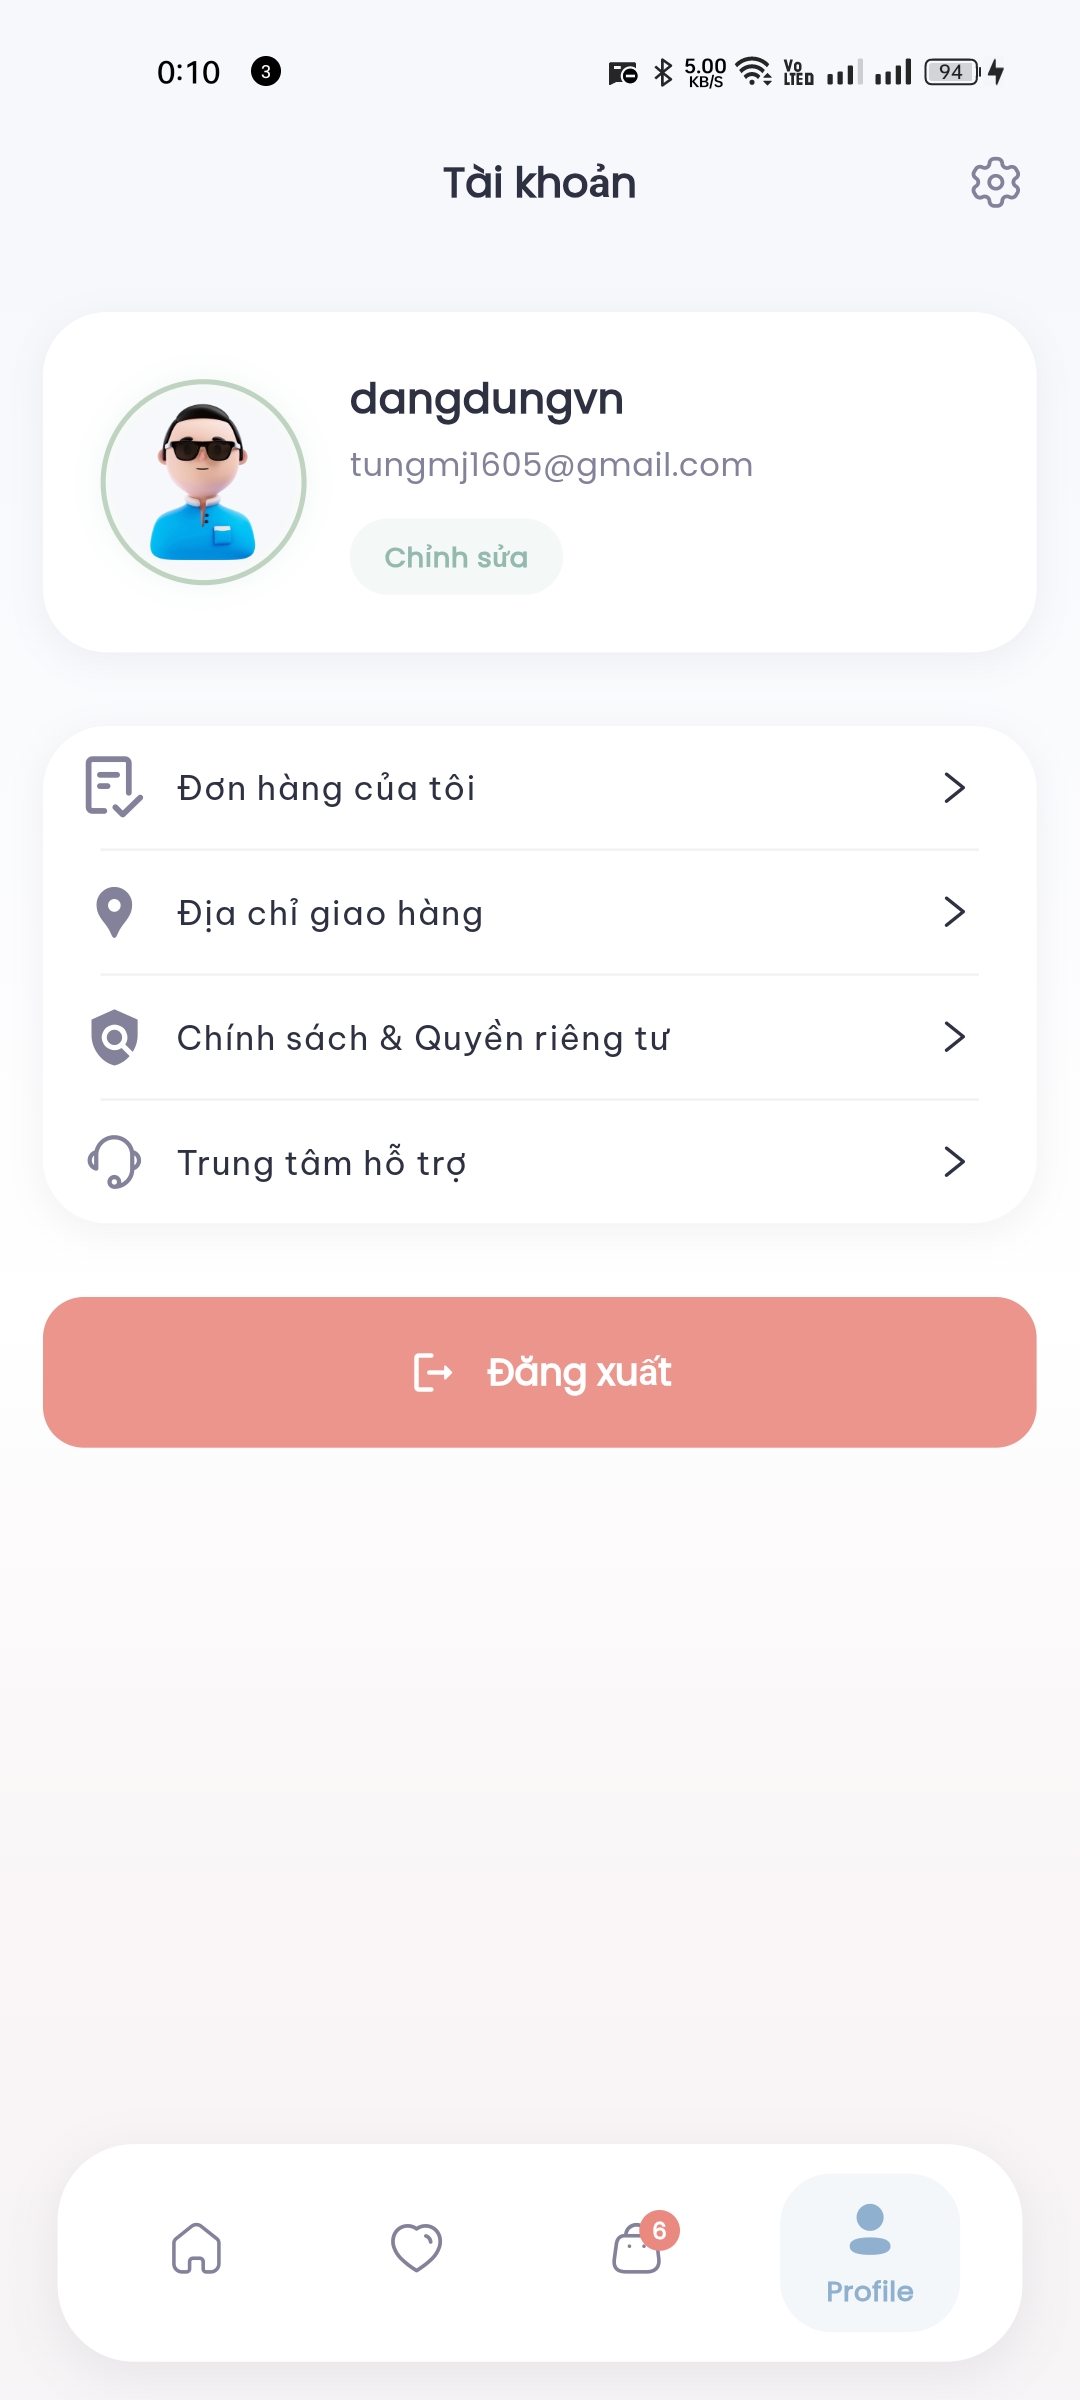 0:10 3 5.00 KB/S Vo LTED 94
Tài khoản
dangdungvn
tungmj1605@gmail.com
Chỉnh sửa
Đơn hàng của tôi
Địa chỉ giao hàng
Chính sách & Quyền riêng tư
Trung tâm hỗ trợ
Đăng xuất
6
Profile